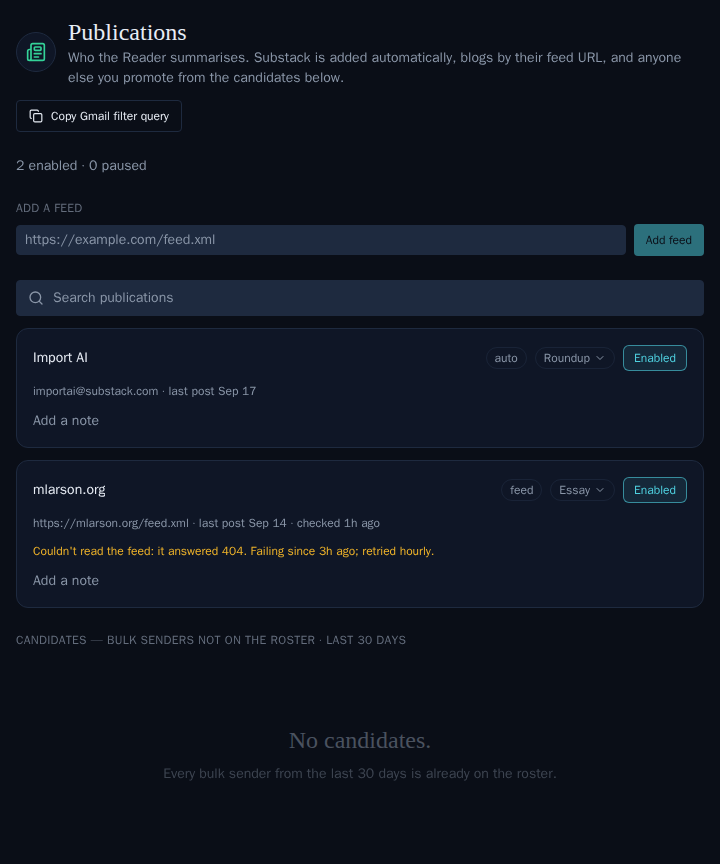 Publications
Who the Reader summarises. Substack is added automatically, blogs by their feed URL, and anyone
else you promote from the candidates below.
Copy Gmail filter query
2 enabled · 0 paused
ADD A FEED
https://example.com/feed.xml
Add feed
Search publications
Import AI
auto
Roundup
Enabled
importai@substack.com · last post Sep 17
Add a note
mlarson.org
feed
Essay
Enabled
https://mlarson.org/feed.xml · last post Sep 14 · checked 1h ago
Couldn't read the feed: it answered 404. Failing since 3h ago; retried hourly.
Add a note
CANDIDATES — BULK SENDERS NOT ON THE ROSTER · LAST 30 DAYS
No candidates.
Every bulk sender from the last 30 days is already on the roster.